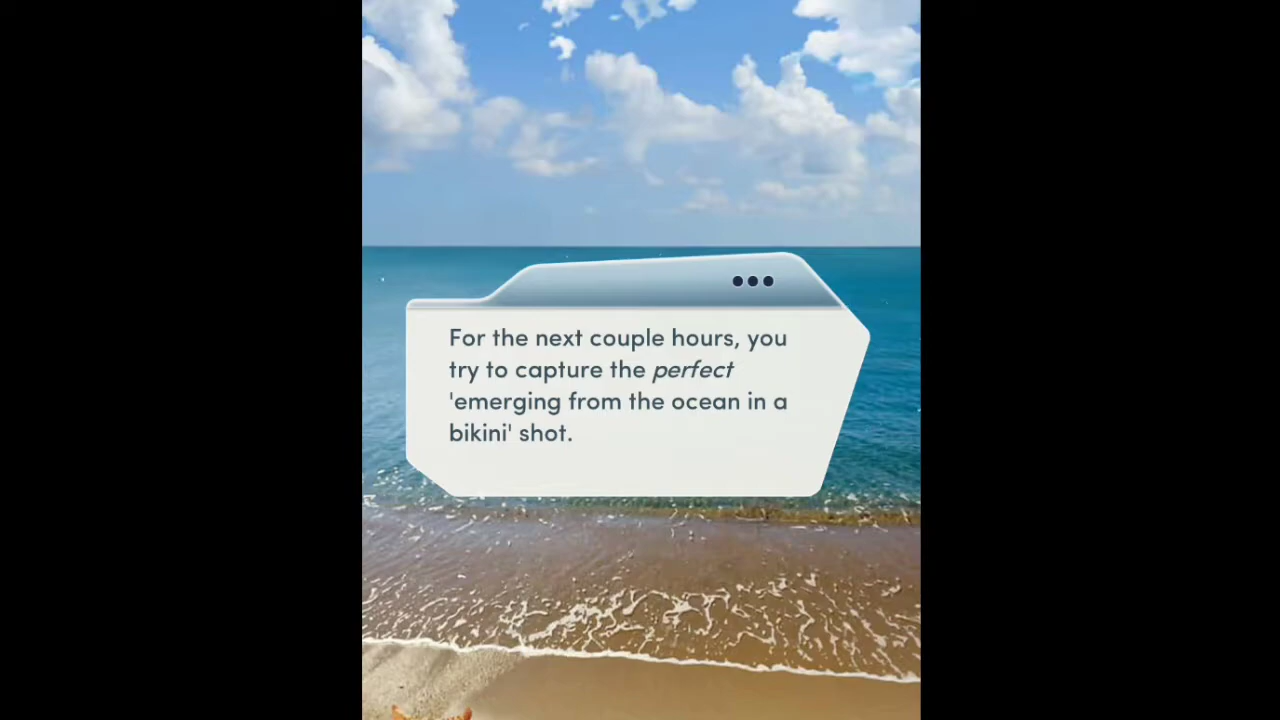 For the next couple hours, you
try to capture the perfect
'emerging from the ocean in a
bikini' shot.